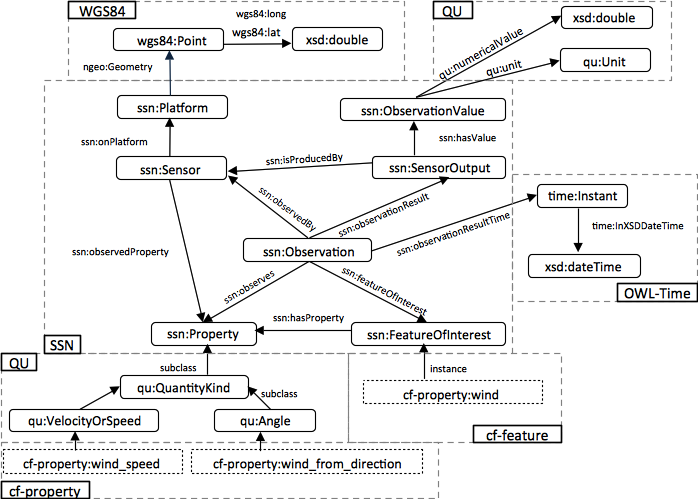 WGS84
wgs84:long
wgs84:lat
wgs84:Point
xsd:double
ngeo:Geometry
QU
xsd:double
qu:numericalValue
qu:unit
qu:Unit
ssn:Platform
ssn:ObservationValue
ssn:onPlatform
ssn:hasValue
ssn:isProducedBy
ssn:Sensor
ssn:SensorOutput
ssn:observedBy
ssn:observationResult
ssn:observationResultTime
time:Instant
time:InXSDDateTime
xsd:dateTime
OWL-Time
ssn:observedProperty
ssn:Observation
ssn:observes
ssn:featureOfInterest
ssn:hasProperty
ssn:Property
ssn:FeatureOfInterest
SSN
QU
subclass
instance
qu:QuantityKind
cf-property:wind
subclass
qu:VelocityOrSpeed
qu:Angle
cf-feature
cf-property:wind_speed
cf-property:wind_from_direction
cf-property